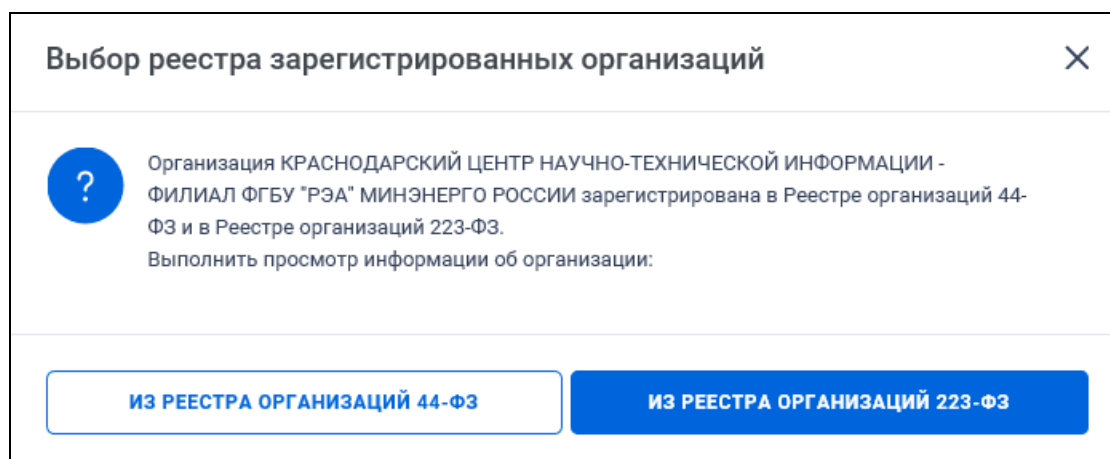 Выбор реестра зарегистрированных организаций
?
Организация КРАСНОДАРСКИЙ ЦЕНТР НАУЧНО-ТЕХНИЧЕСКОЙ ИНФОРМАЦИИ -
ФИЛИАЛ ФГБУ "РЭА" МИНЭНЕРГО РОССИИ зарегистрирована в Реестре организаций 44-
ФЗ и в Реестре организаций 223-ФЗ.
Выполнить просмотр информации об организации:
ИЗ РЕЕСТРА ОРГАНИЗАЦИЙ 44-ФЗ
ИЗ РЕЕСТРА ОРГАНИЗАЦИЙ 223-ФЗ